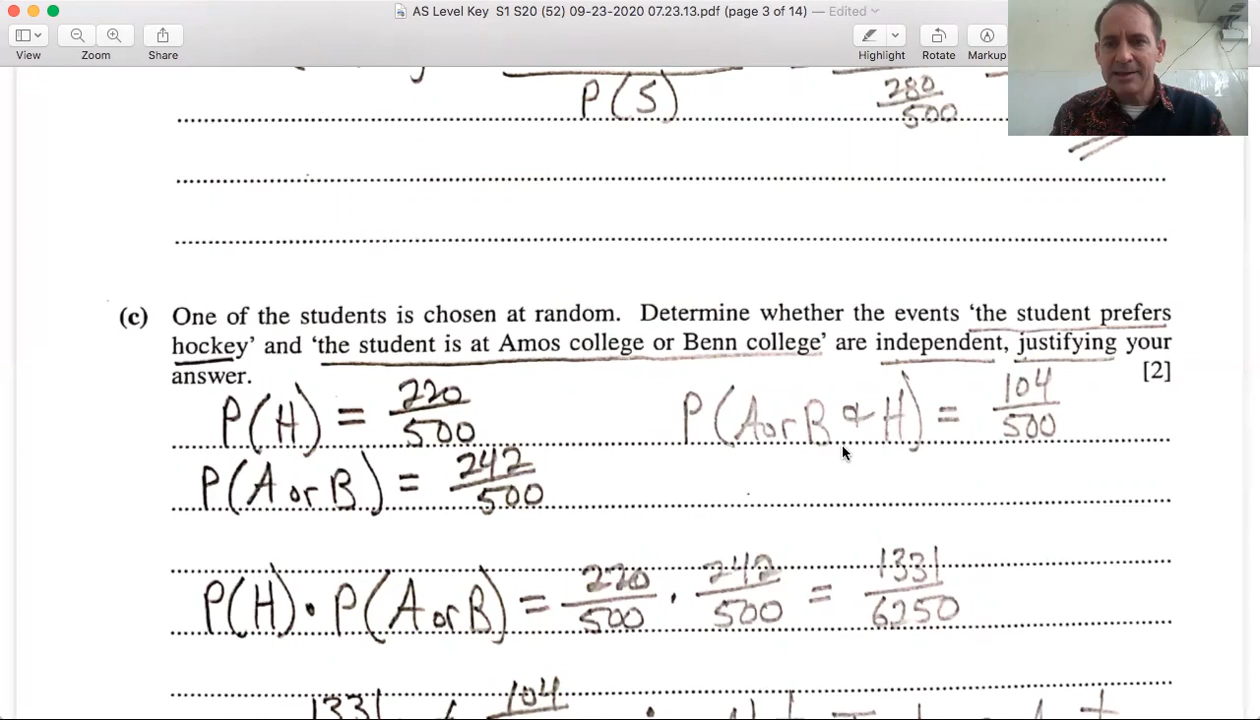 AS Level Key S1 S20 (52) 09-23-2020 07.23.13.pdf (page 3 of 14) — Edited
View Zoom Share Highlight Rotate Markup
P(S)
280
500
(c) One of the students is chosen at random. Determine whether the events ‘the student prefers
hockey’ and ‘the student is at Amos college or Benn college’ are independent, justifying your
answer. [2]
P(H) = 220/500 P(A or B & H) = 104/500
P(A or B) = 242/500
P(H) · P(A or B) = 220/500 · 242/500 = 1331/6250
1331 104